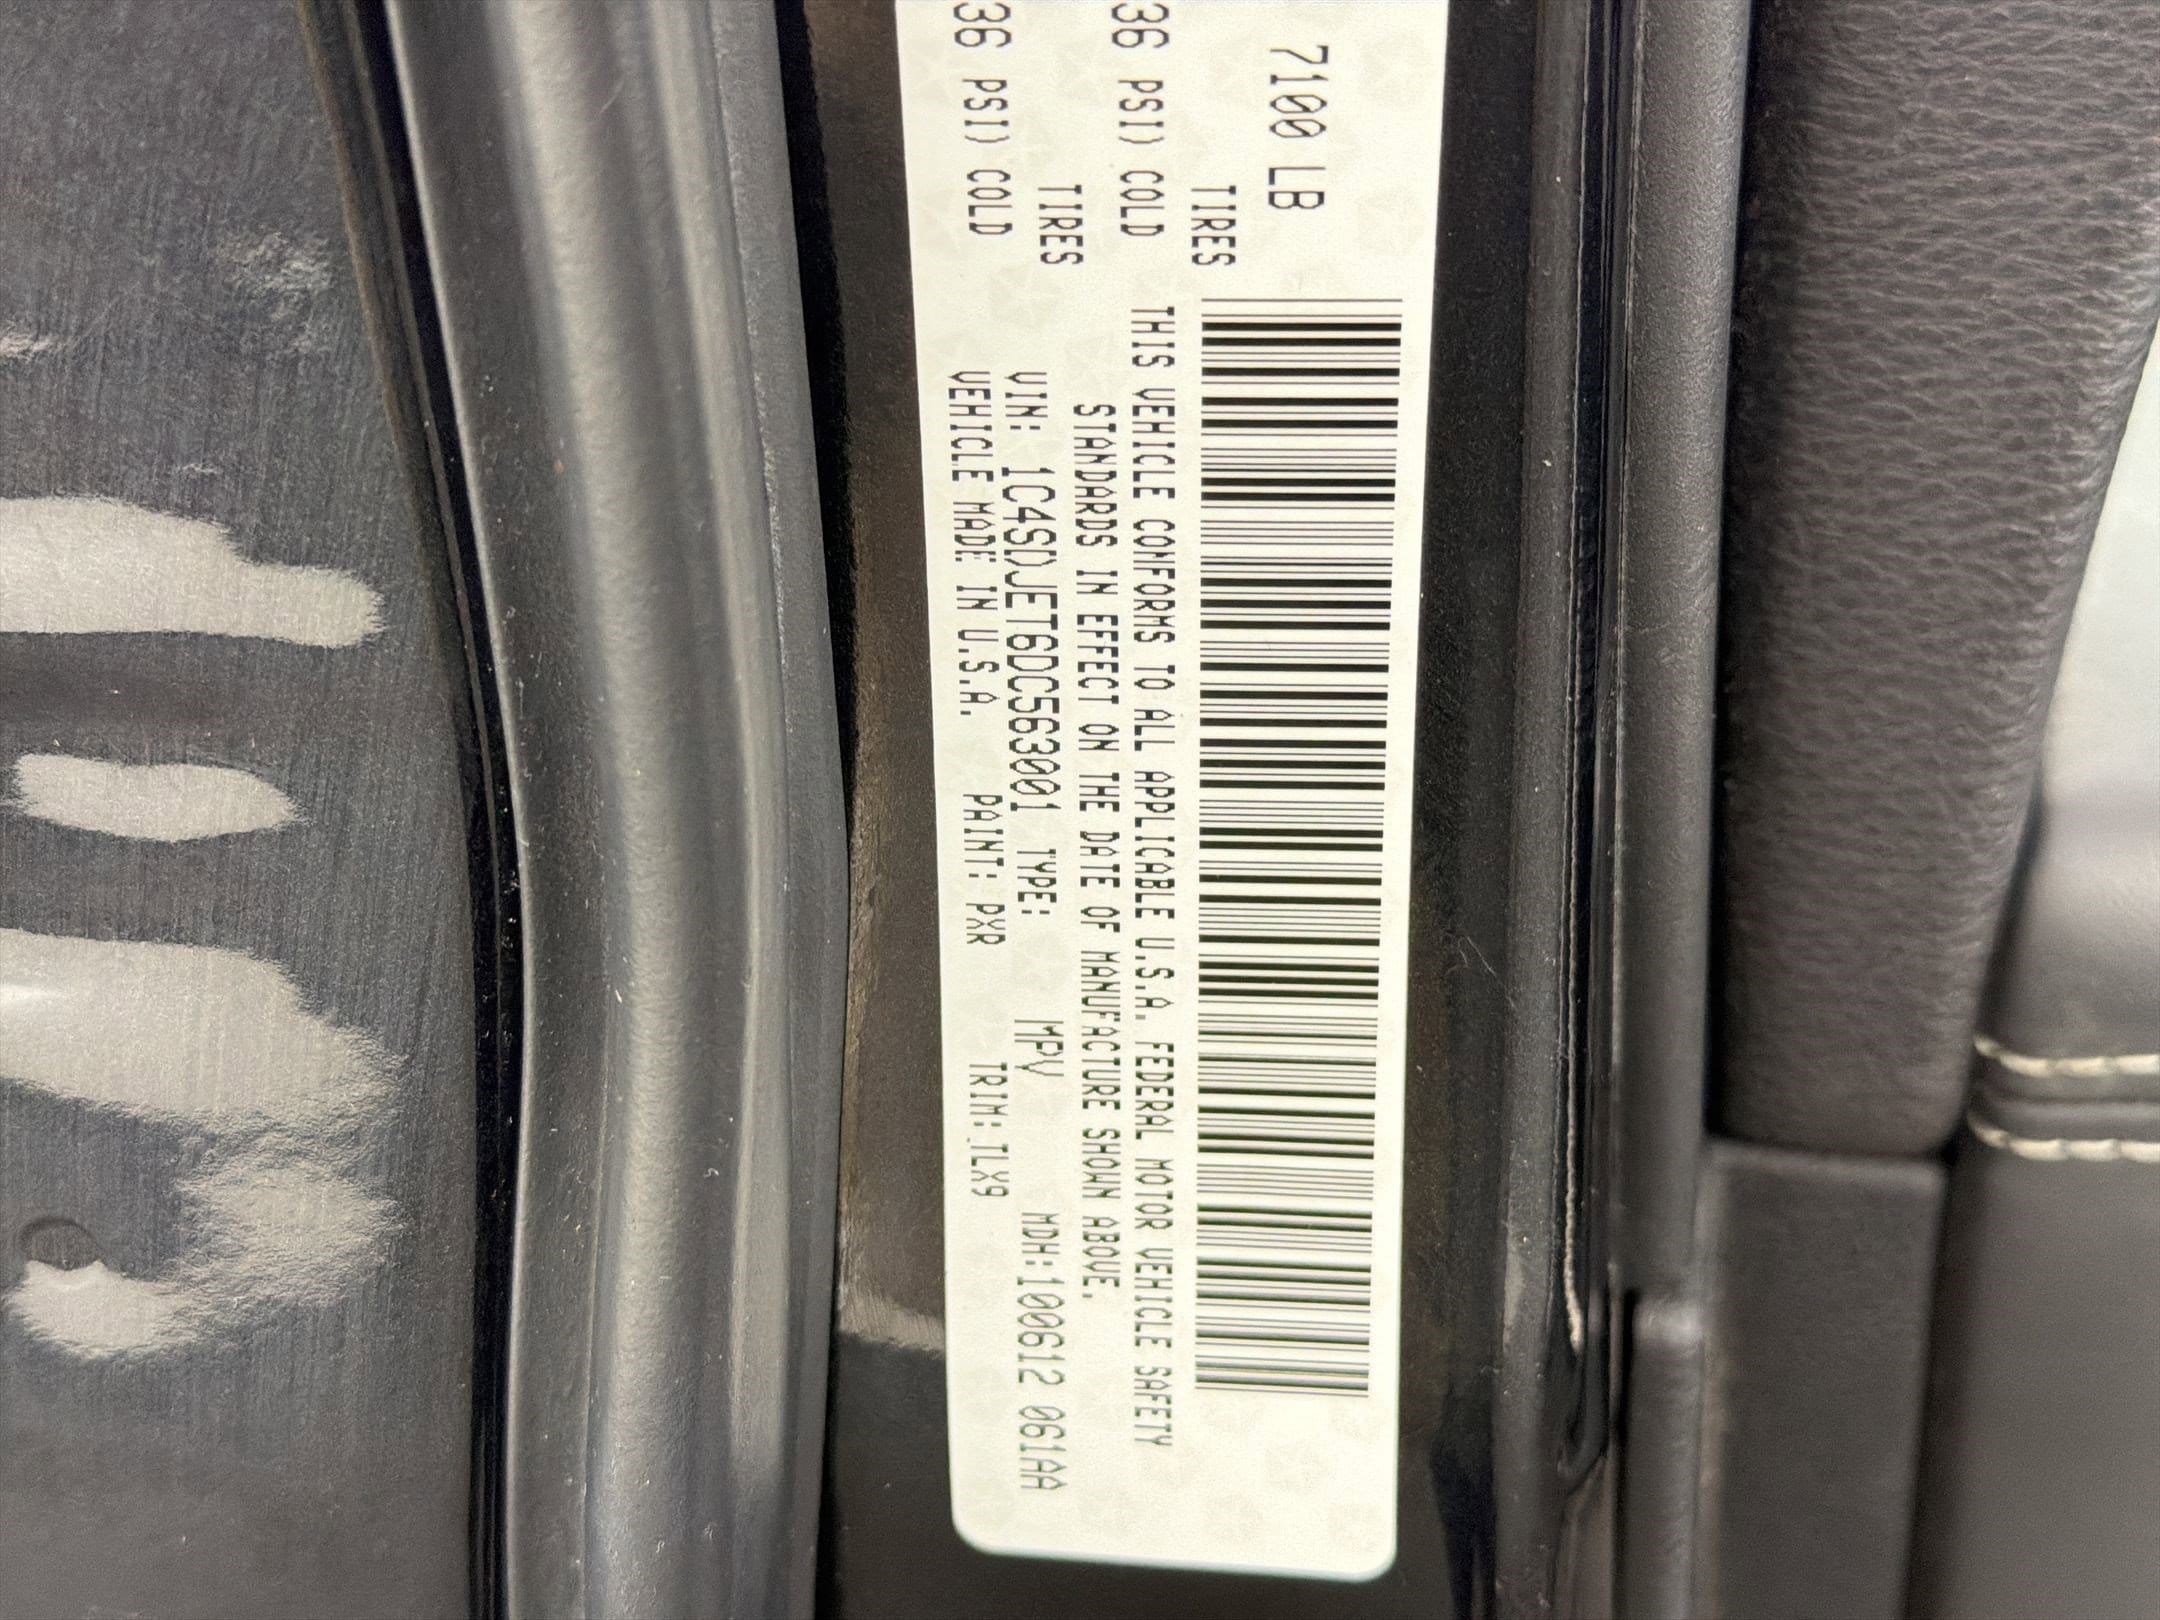 7100 LB
TIRES
36 PSI) COLD
TIRES
36 PSI) COLD
THIS VEHICLE CONFORMS TO ALL APPLICABLE U.S.A. FEDERAL MOTOR VEHICLE SAFETY
STANDARDS IN EFFECT ON THE DATE OF MANUFACTURE SHOWN ABOVE.
VIN: 1C4SDJET6DC563001 TYPE: MPV MDH:100612 061AA
VEHICLE MADE IN U.S.A. PAINT: PXR TRIM: TLX9